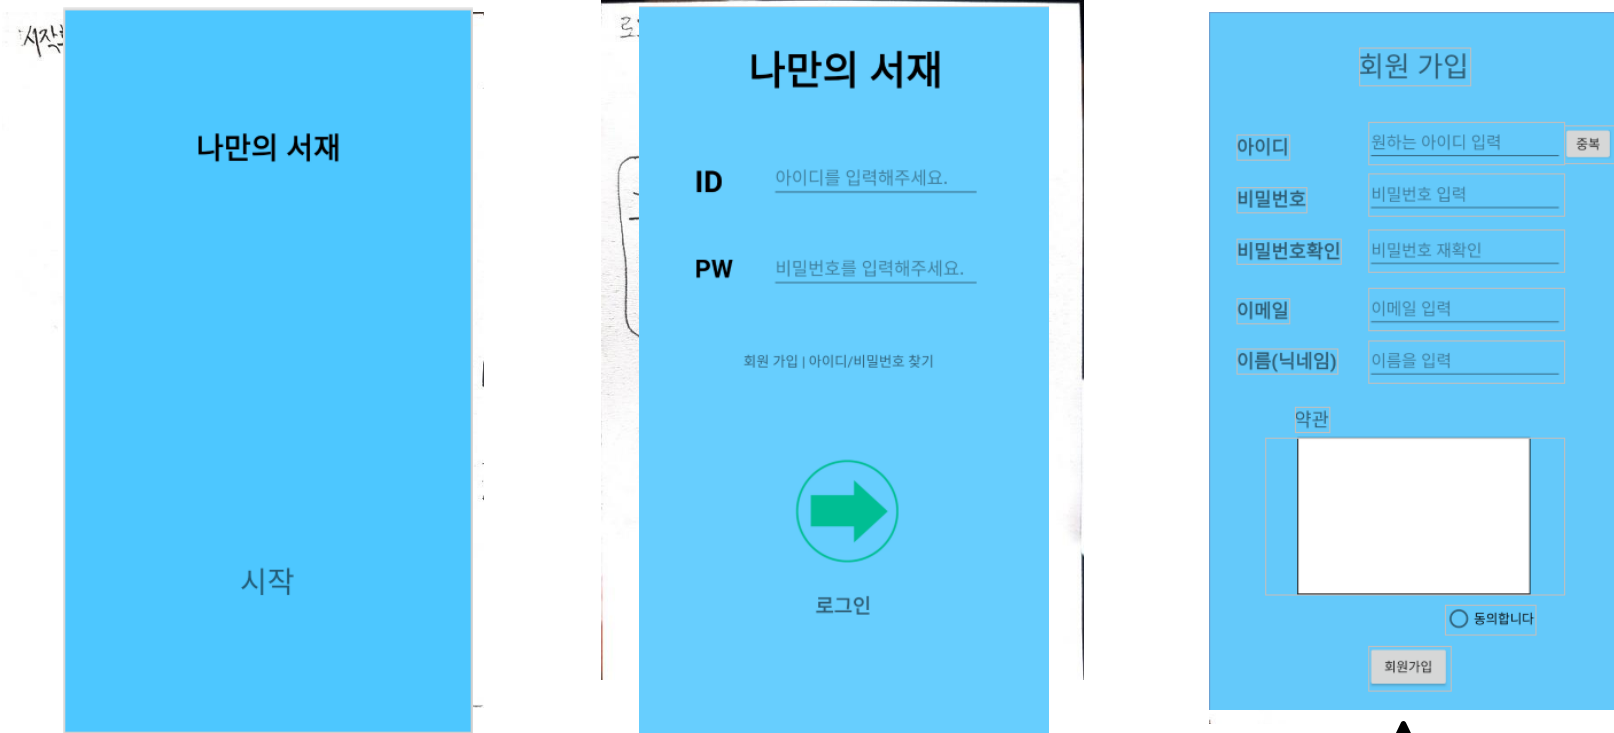 나만의 서재
시작
나만의 서재
ID 아이디를 입력해주세요.
PW 비밀번호를 입력해주세요.
회원 가입 | 아이디/비밀번호 찾기
로그인
회원 가입
아이디 원하는 아이디 입력 중복
비밀번호 비밀번호 입력
비밀번호확인 비밀번호 재확인
이메일 이메일 입력
이름(닉네임) 이름을 입력
약관
동의합니다
회원가입